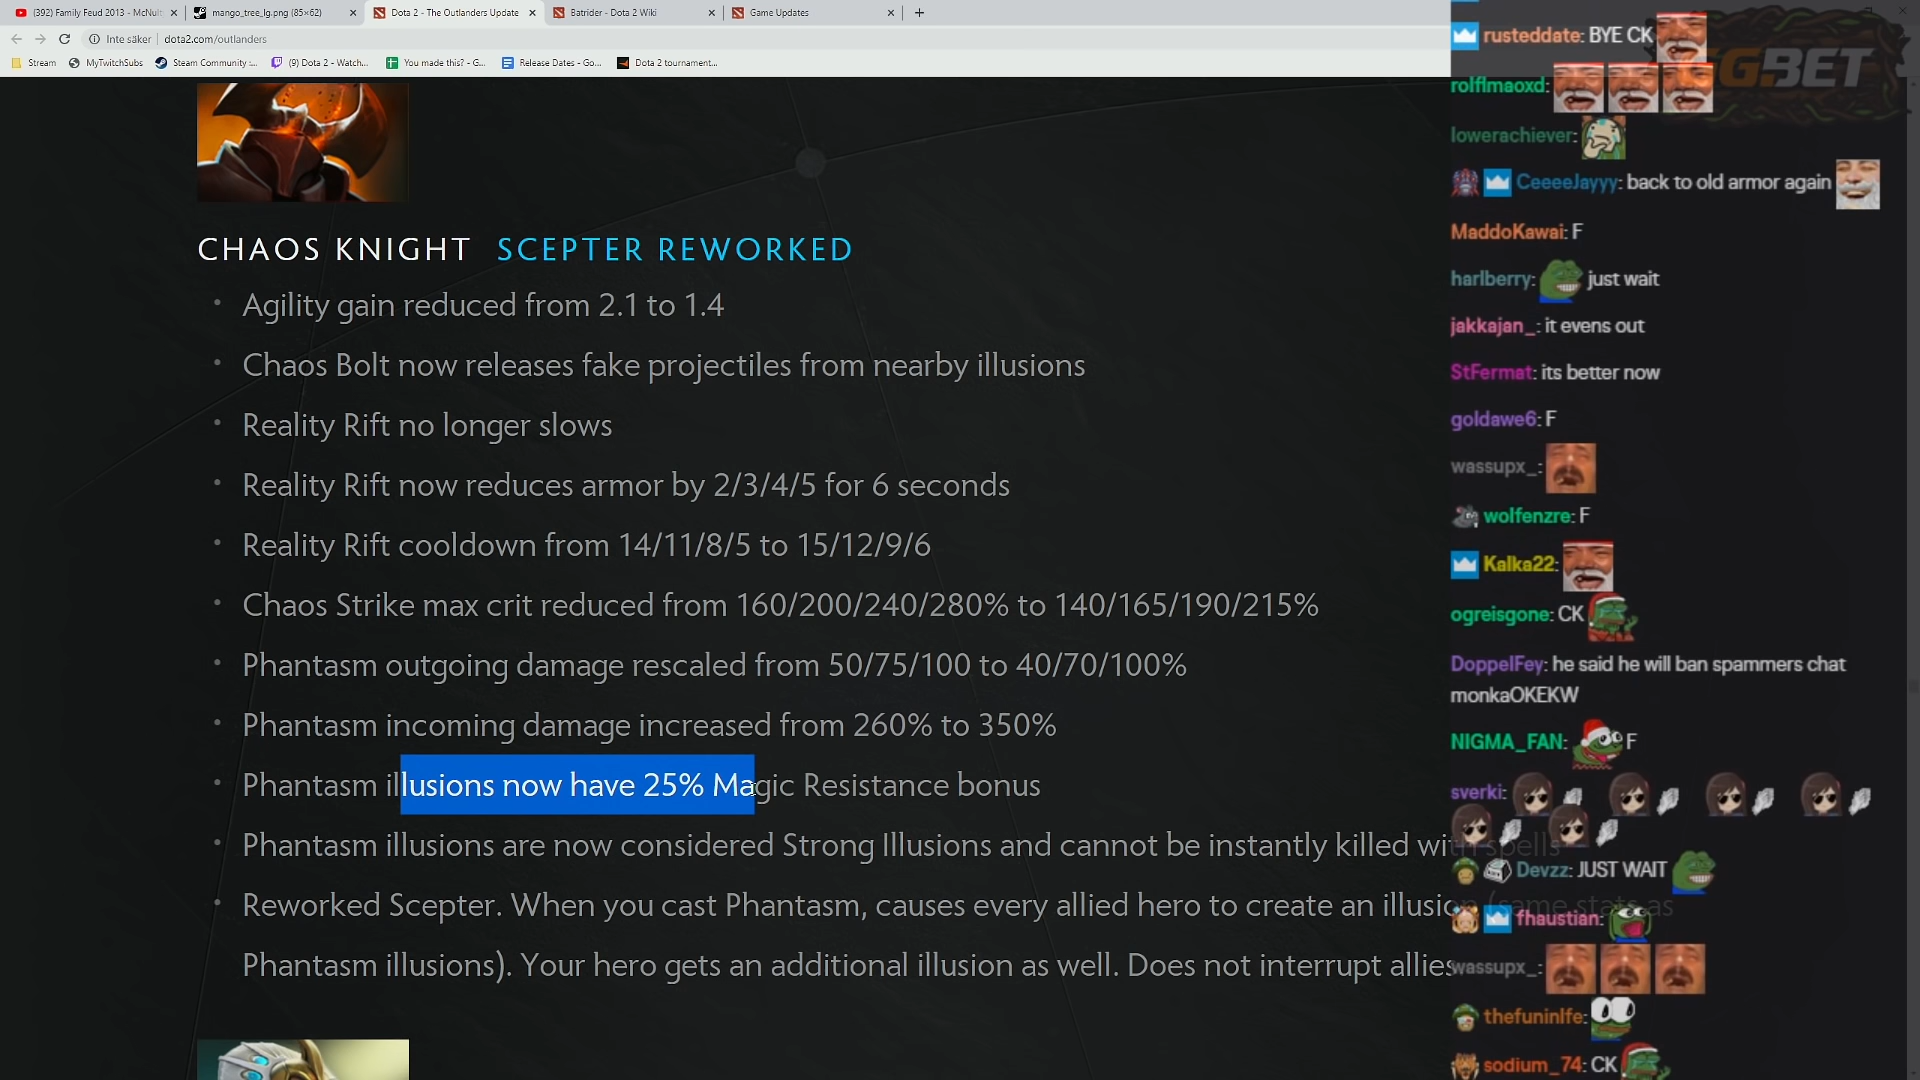 (392) Family Feud 2013 - McNult
mango_tree_lg.png (85×62)
Dota 2 - The Outlanders Update
Batrider - Dota 2 Wiki
Game Updates
Inte säker | dota2.com/outlanders
Stream
MyTwitchSubs
Steam Community :...
(9) Dota 2 - Watch...
You made this? - G...
Release Dates - Go...
Dota 2 tournament...
CHAOS KNIGHT SCEPTER REWORKED
• Agility gain reduced from 2.1 to 1.4
• Chaos Bolt now releases fake projectiles from nearby illusions
• Reality Rift no longer slows
• Reality Rift now reduces armor by 2/3/4/5 for 6 seconds
• Reality Rift cooldown from 14/11/8/5 to 15/12/9/6
• Chaos Strike max crit reduced from 160/200/240/280% to 140/165/190/215%
• Phantasm outgoing damage rescaled from 50/75/100 to 40/70/100%
• Phantasm incoming damage increased from 260% to 350%
• Phantasm illusions now have 25% Magic Resistance bonus
• Phantasm illusions are now considered Strong Illusions and cannot be instantly killed with spells
• Reworked Scepter. When you cast Phantasm, causes every allied hero to create an illusion (same stats as
Phantasm illusions). Your hero gets an additional illusion as well. Does not interrupt allies
GG.BET
rusteddate: BYE CK
rolflmaoxd:
lowerachiever:
CeeeeJayyy: back to old armor again
MaddoKawai: F
harlberry: just wait
jakkajan_: it evens out
StFermat: its better now
goldawe6: F
wassupx_:
wolfenzre: F
Kalka22:
ogreisgone: CK
DoppelFey: he said he will ban spammers chat
monkaOKEKW
NIGMA_FAN: F
sverki:
Devzz: JUST WAIT
fhaustian:
wassupx_:
thefuninlfe:
sodium_74: CK